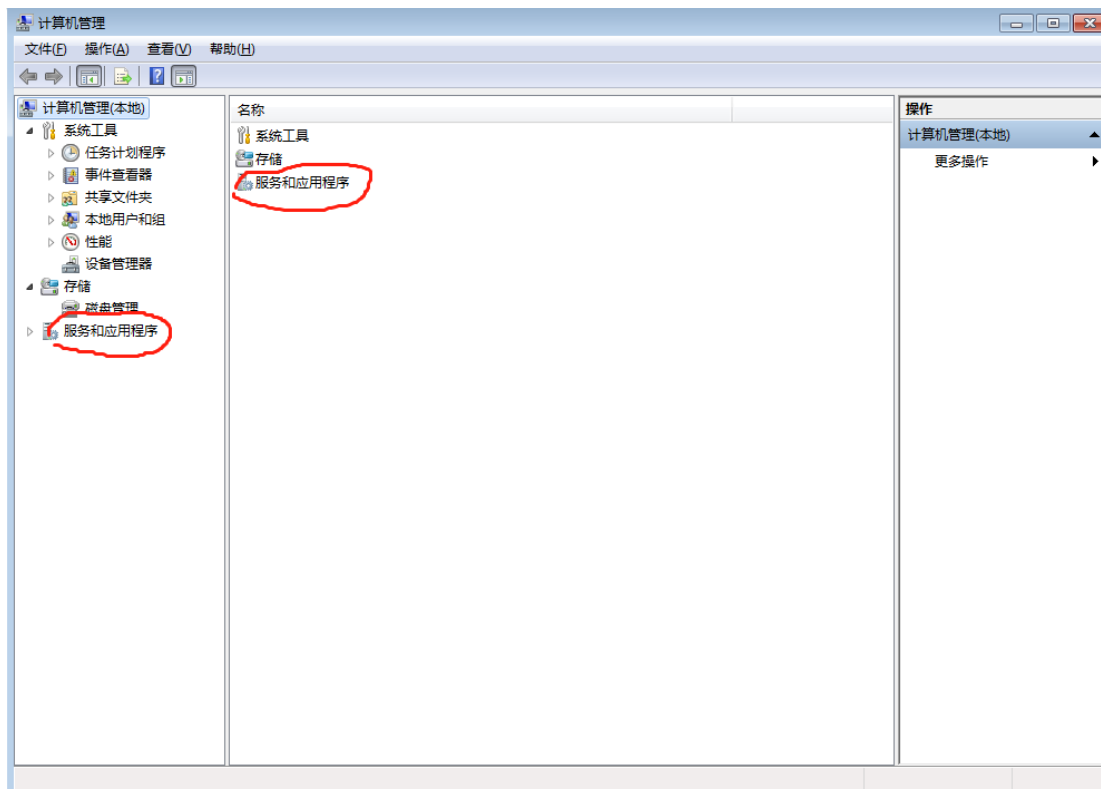 计算机管理
文件(F) 操作(A) 查看(V) 帮助(H)
计算机管理(本地)
系统工具
任务计划程序
事件查看器
共享文件夹
本地用户和组
性能
设备管理器
存储
磁盘管理
服务和应用程序
名称
系统工具
存储
服务和应用程序
操作
计算机管理(本地)
更多操作